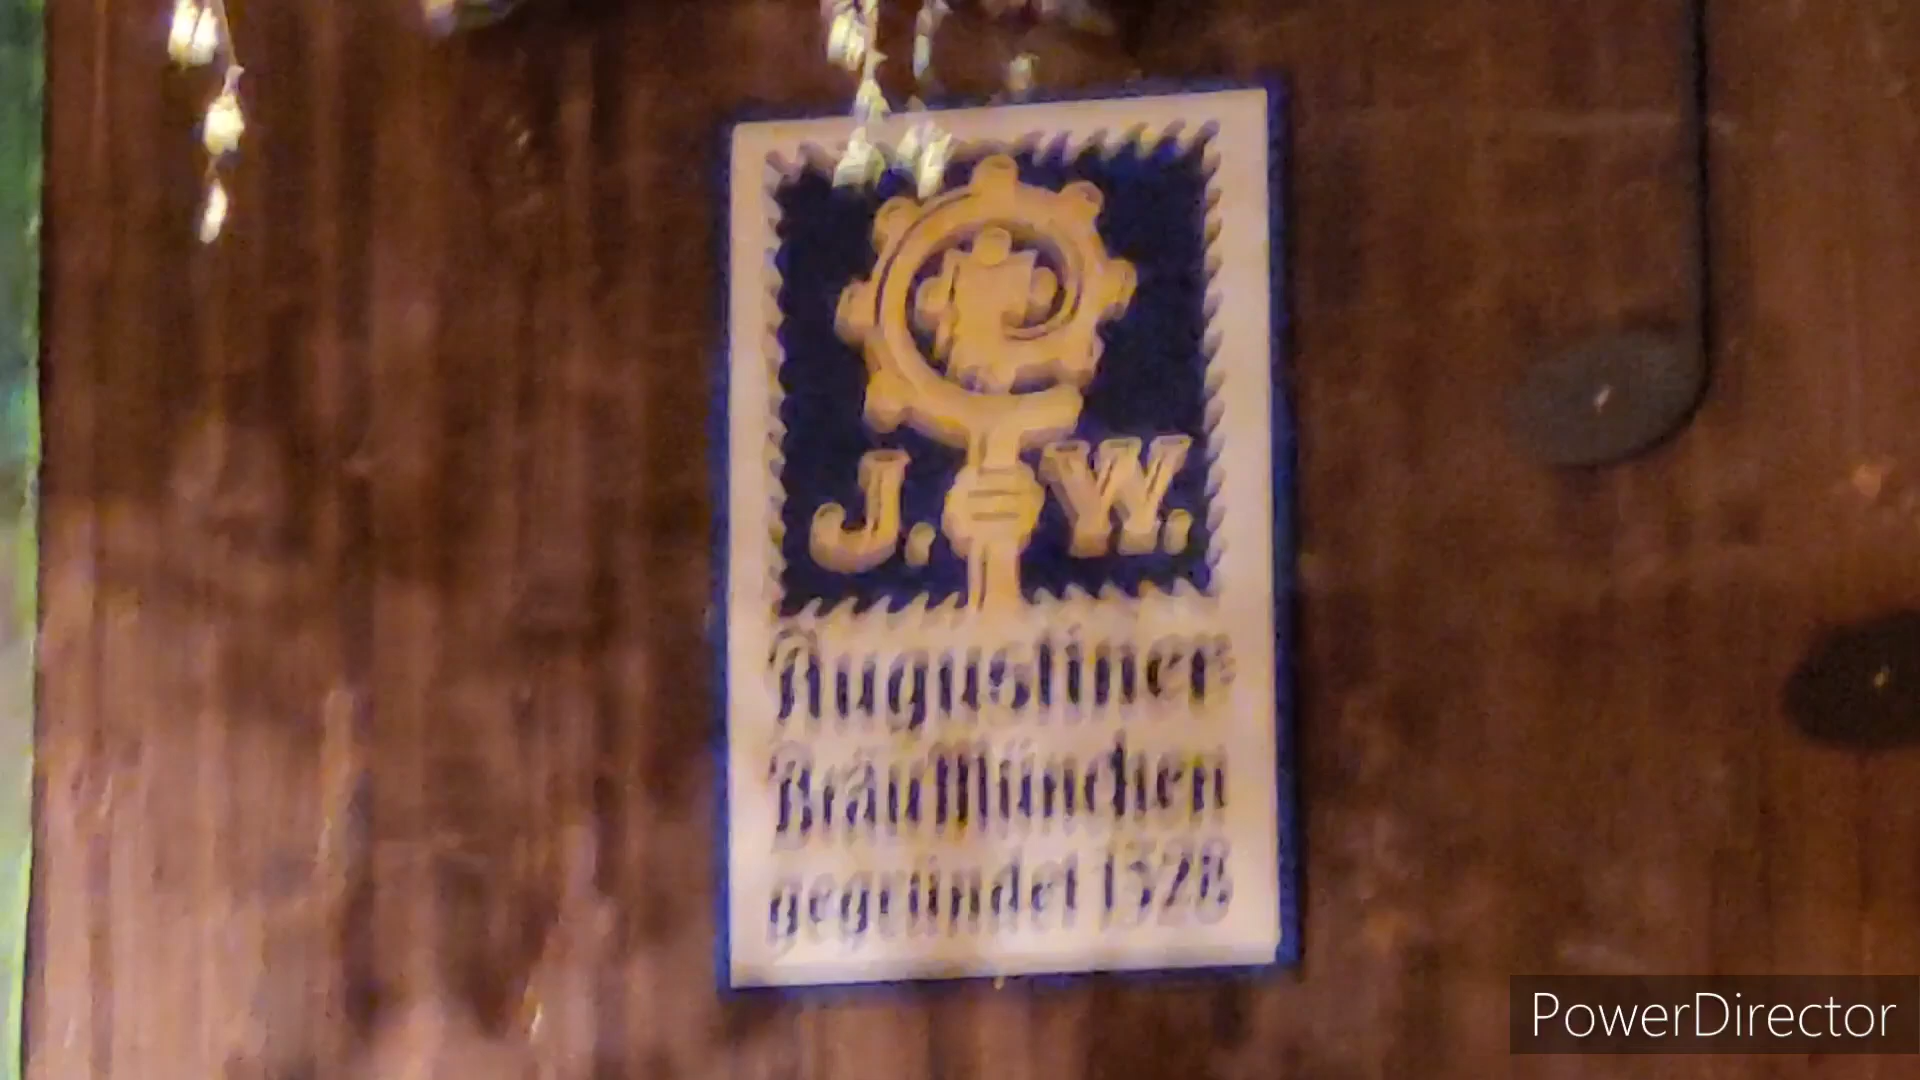 J. W.
Augustiner
Bräu München
gegründet 1328
PowerDirector